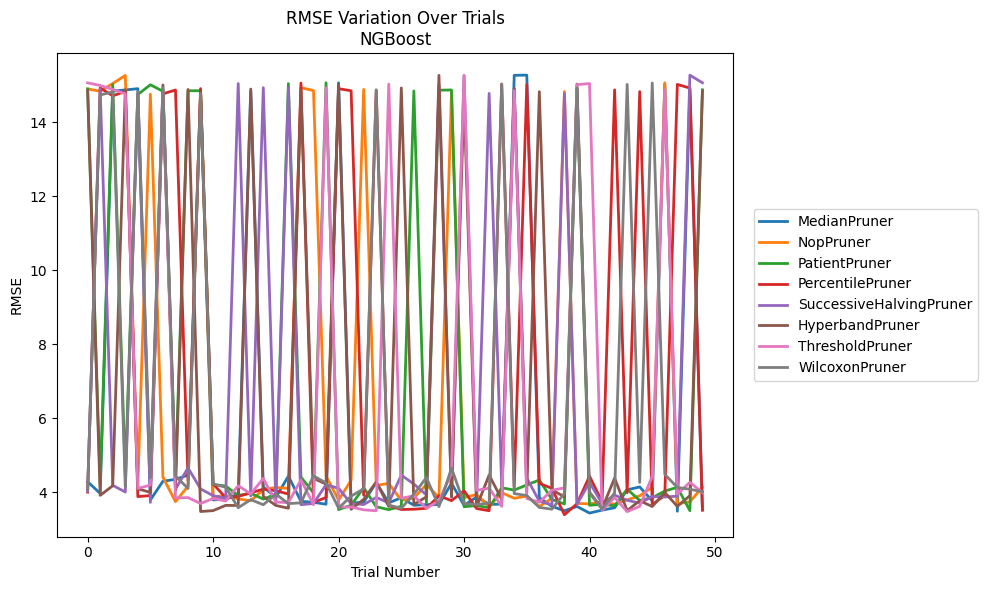 RMSE Variation Over Trials
NGBoost
RMSE
14
12
10
8
6
4
0
10
20
30
40
50
Trial Number
MedianPruner
NopPruner
PatientPruner
PercentilePruner
SuccessiveHalvingPruner
HyperbandPruner
ThresholdPruner
WilcoxonPruner